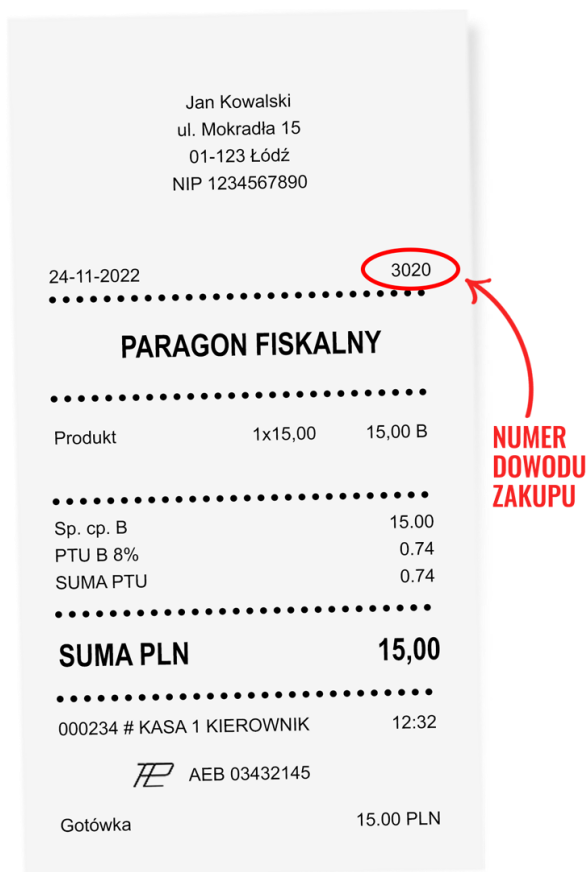 Jan Kowalski
ul. Mokradła 15
01-123 Łódź
NIP 1234567890
24-11-2022 3020
PARAGON FISKALNY
Produkt 1x15,00 15,00 B
NUMER
DOWODU
ZAKUPU
Sp. cp. B 15.00
PTU B 8% 0.74
SUMA PTU 0.74
SUMA PLN 15,00
000234 # KASA 1 KIEROWNIK 12:32
AEB 03432145
Gotówka 15.00 PLN